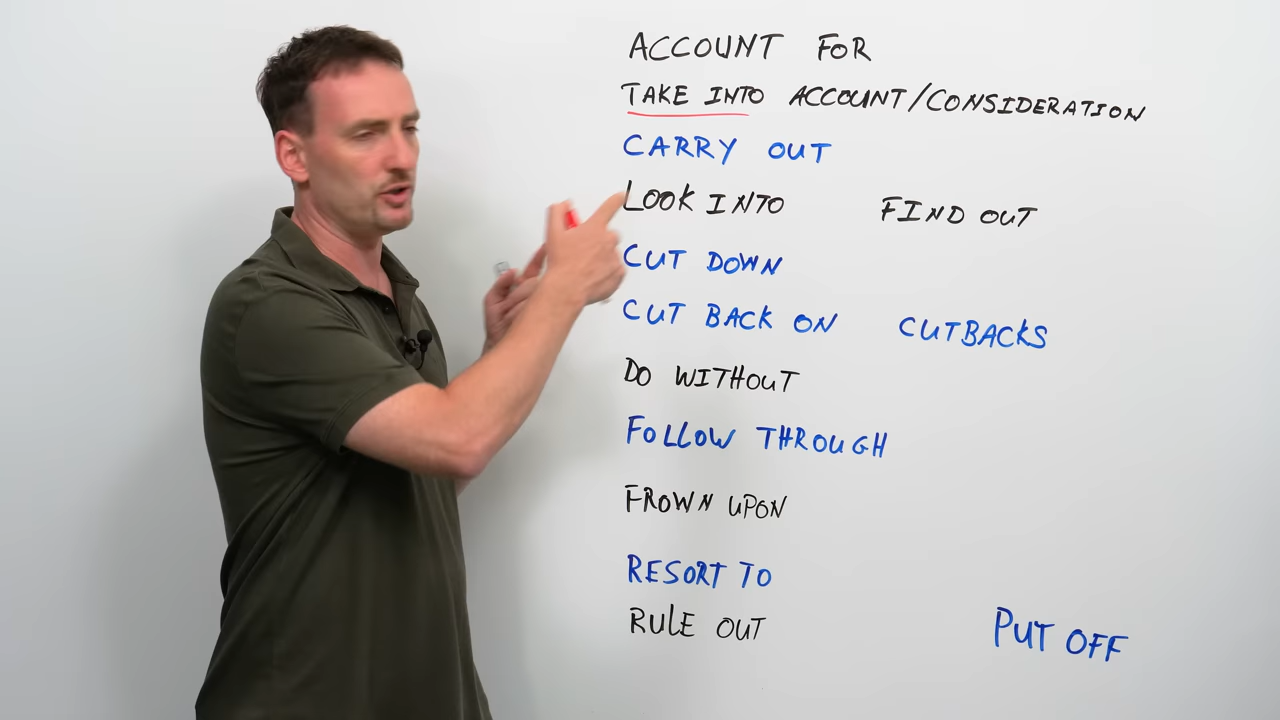 ACCOUNT FOR
TAKE INTO ACCOUNT/CONSIDERATION
CARRY OUT
LOOK INTO FIND OUT
CUT DOWN
CUT BACK ON CUTBACKS
DO WITHOUT
FOLLOW THROUGH
FROWN UPON
RESORT TO
RULE OUT PUT OFF